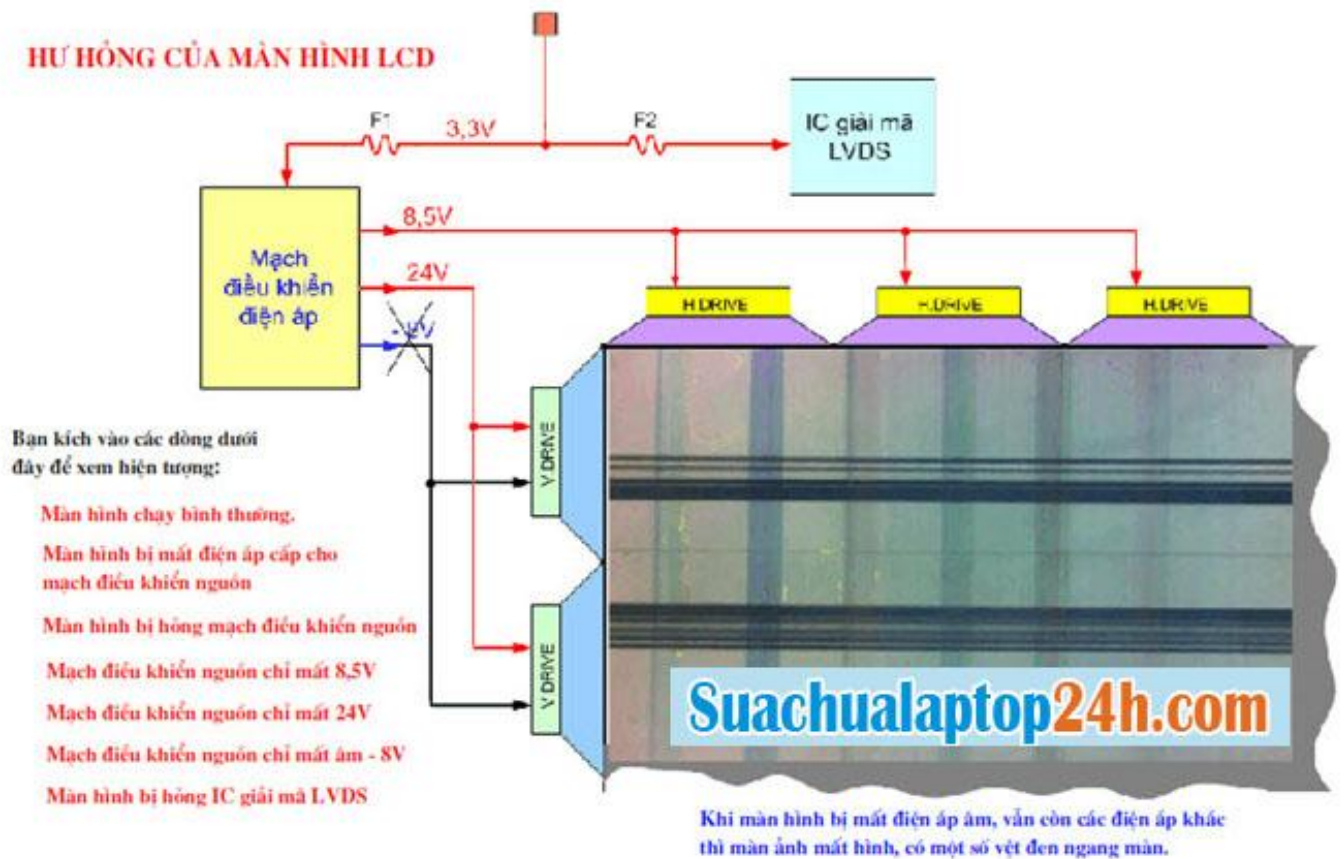 HƯ HỎNG CỦA MÀN HÌNH LCD
F1
3,3V
F2
IC giải mã
LVDS
8,5V
Mạch
điều khiển
điện áp
24V
H.DRIVE
H.DRIVE
H.DRIVE
V.DRIVE
V.DRIVE
Bạn kích vào các dòng dưới
đây để xem hiện tượng:
Màn hình chạy bình thường.
Màn hình bị mất điện áp cấp cho
mạch điều khiển nguồn
Màn hình bị hỏng mạch điều khiển nguồn
Mạch điều khiển nguồn chỉ mất 8,5V
Mạch điều khiển nguồn chỉ mất 24V
Mạch điều khiển nguồn chỉ mất âm - 8V
Màn hình bị hỏng IC giải mã LVDS
Suachualaptop24h.com
Khi màn hình bị mất điện áp âm, vẫn còn các điện áp khác
thì màn ảnh mất hình, có một số vệt đen ngang màn.